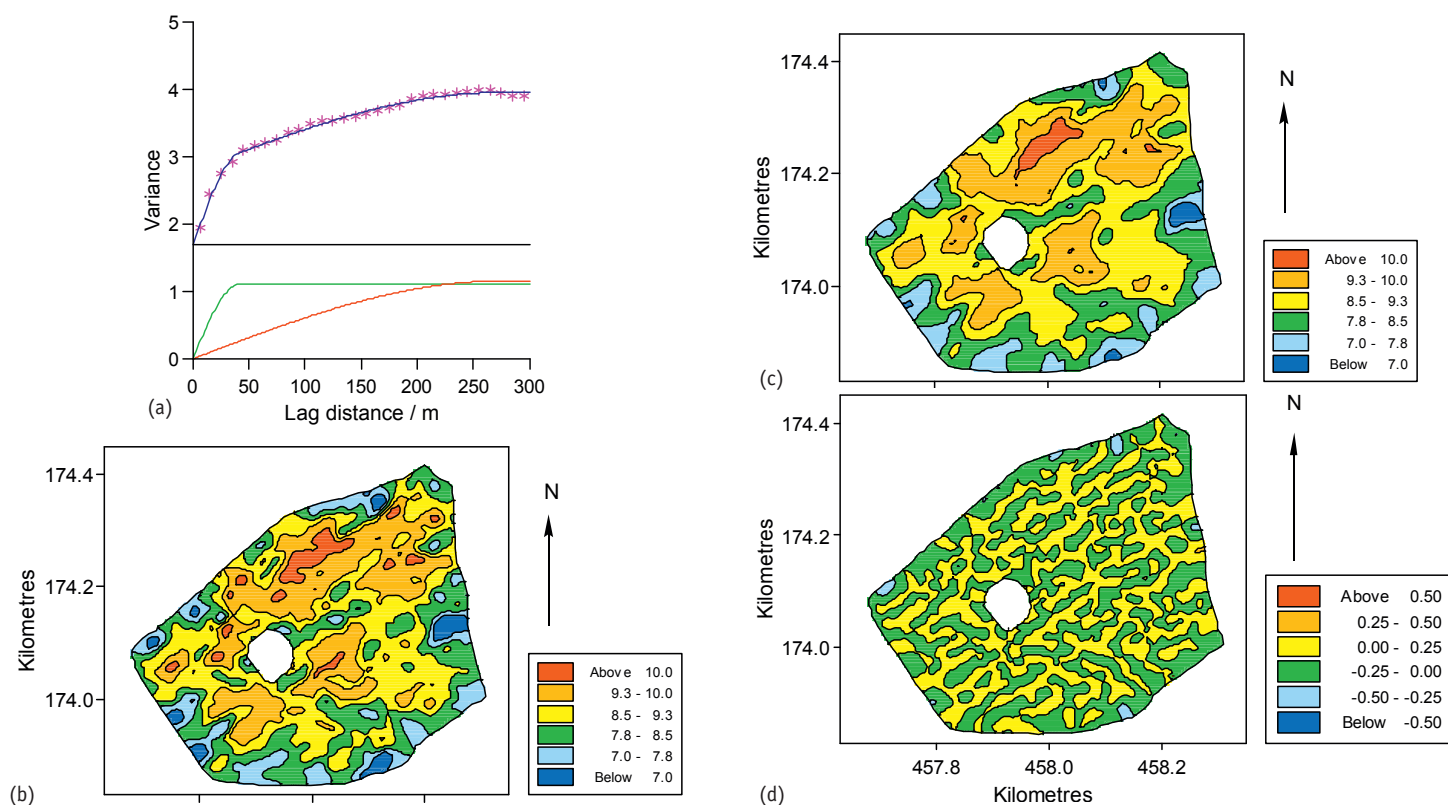 5
4
3
2
1
0
Variance
0 50 100 150 200 250 300
Lag distance / m
(a)
174.4
174.2
174.0
Kilometres
N
Above 10.0
9.3 - 10.0
8.5 - 9.3
7.8 - 8.5
7.0 - 7.8
Below 7.0
(b)
174.4
174.2
174.0
Kilometres
N
Above 10.0
9.3 - 10.0
8.5 - 9.3
7.8 - 8.5
7.0 - 7.8
Below 7.0
(c)
174.4
174.2
174.0
Kilometres
457.8 458.0 458.2
Kilometres
N
Above 0.50
0.25 - 0.50
0.00 - 0.25
-0.25 - 0.00
-0.50 - -0.25
Below -0.50
(d)